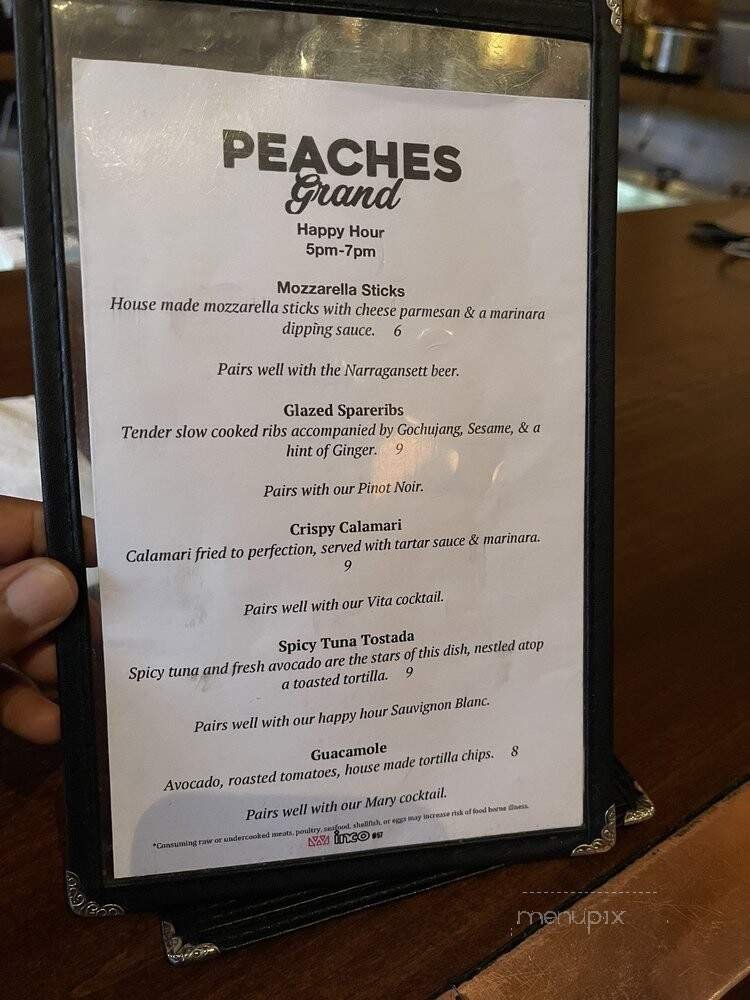 PEACHES
Grand
Happy Hour
5pm-7pm
Mozzarella Sticks
House made mozzarella sticks with cheese parmesan & a marinara
dipping sauce. 6
Pairs well with the Narragansett beer.
Glazed Spareribs
Tender slow cooked ribs accompanied by Gochujang, Sesame, & a
hint of Ginger. 9
Pairs with our Pinot Noir.
Crispy Calamari
Calamari fried to perfection, served with tartar sauce & marinara.
9
Pairs well with our Vita cocktail.
Spicy Tuna Tostada
Spicy tuna and fresh avocado are the stars of this dish, nestled atop
a toasted tortilla. 9
Pairs well with our happy hour Sauvignon Blanc.
Guacamole
Avocado, roasted tomatoes, house made tortilla chips. 8
Pairs well with our Mary cocktail.
*Consuming raw or undercooked meats, poultry, seafood, shellfish, or eggs may increase risk of food borne illness.
menupix